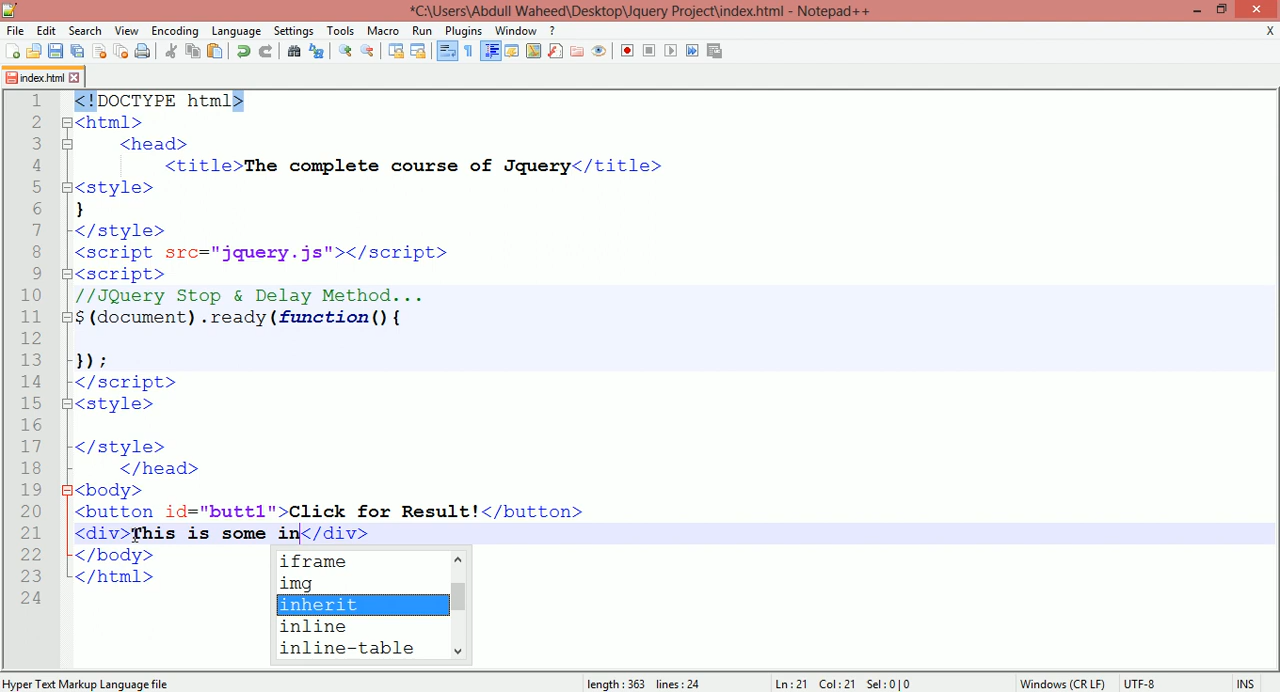 *C:\Users\Abdull Waheed\Desktop\Jquery Project\index.html - Notepad++
File Edit Search View Encoding Language Settings Tools Macro Run Plugins Window ? X
index.html
1 <!DOCTYPE html>
2 <html>
3 <head>
4 <title>The complete course of Jquery</title>
5 <style>
6 }
7 </style>
8 <script src="jquery.js"></script>
9 <script>
10 //JQuery Stop & Delay Method...
11 $(document).ready(function(){
12
13 });
14 </script>
15 <style>
16
17 </style>
18 </head>
19 <body>
20 <button id="butt1">Click for Result!</button>
21 <div>This is some in</div>
22 </body>
23 </html>
24
iframe
img
inherit
inline
inline-table
Hyper Text Markup Language file length : 363 lines : 24 Ln : 21 Col : 21 Sel : 0 | 0 Windows (CR LF) UTF-8 INS